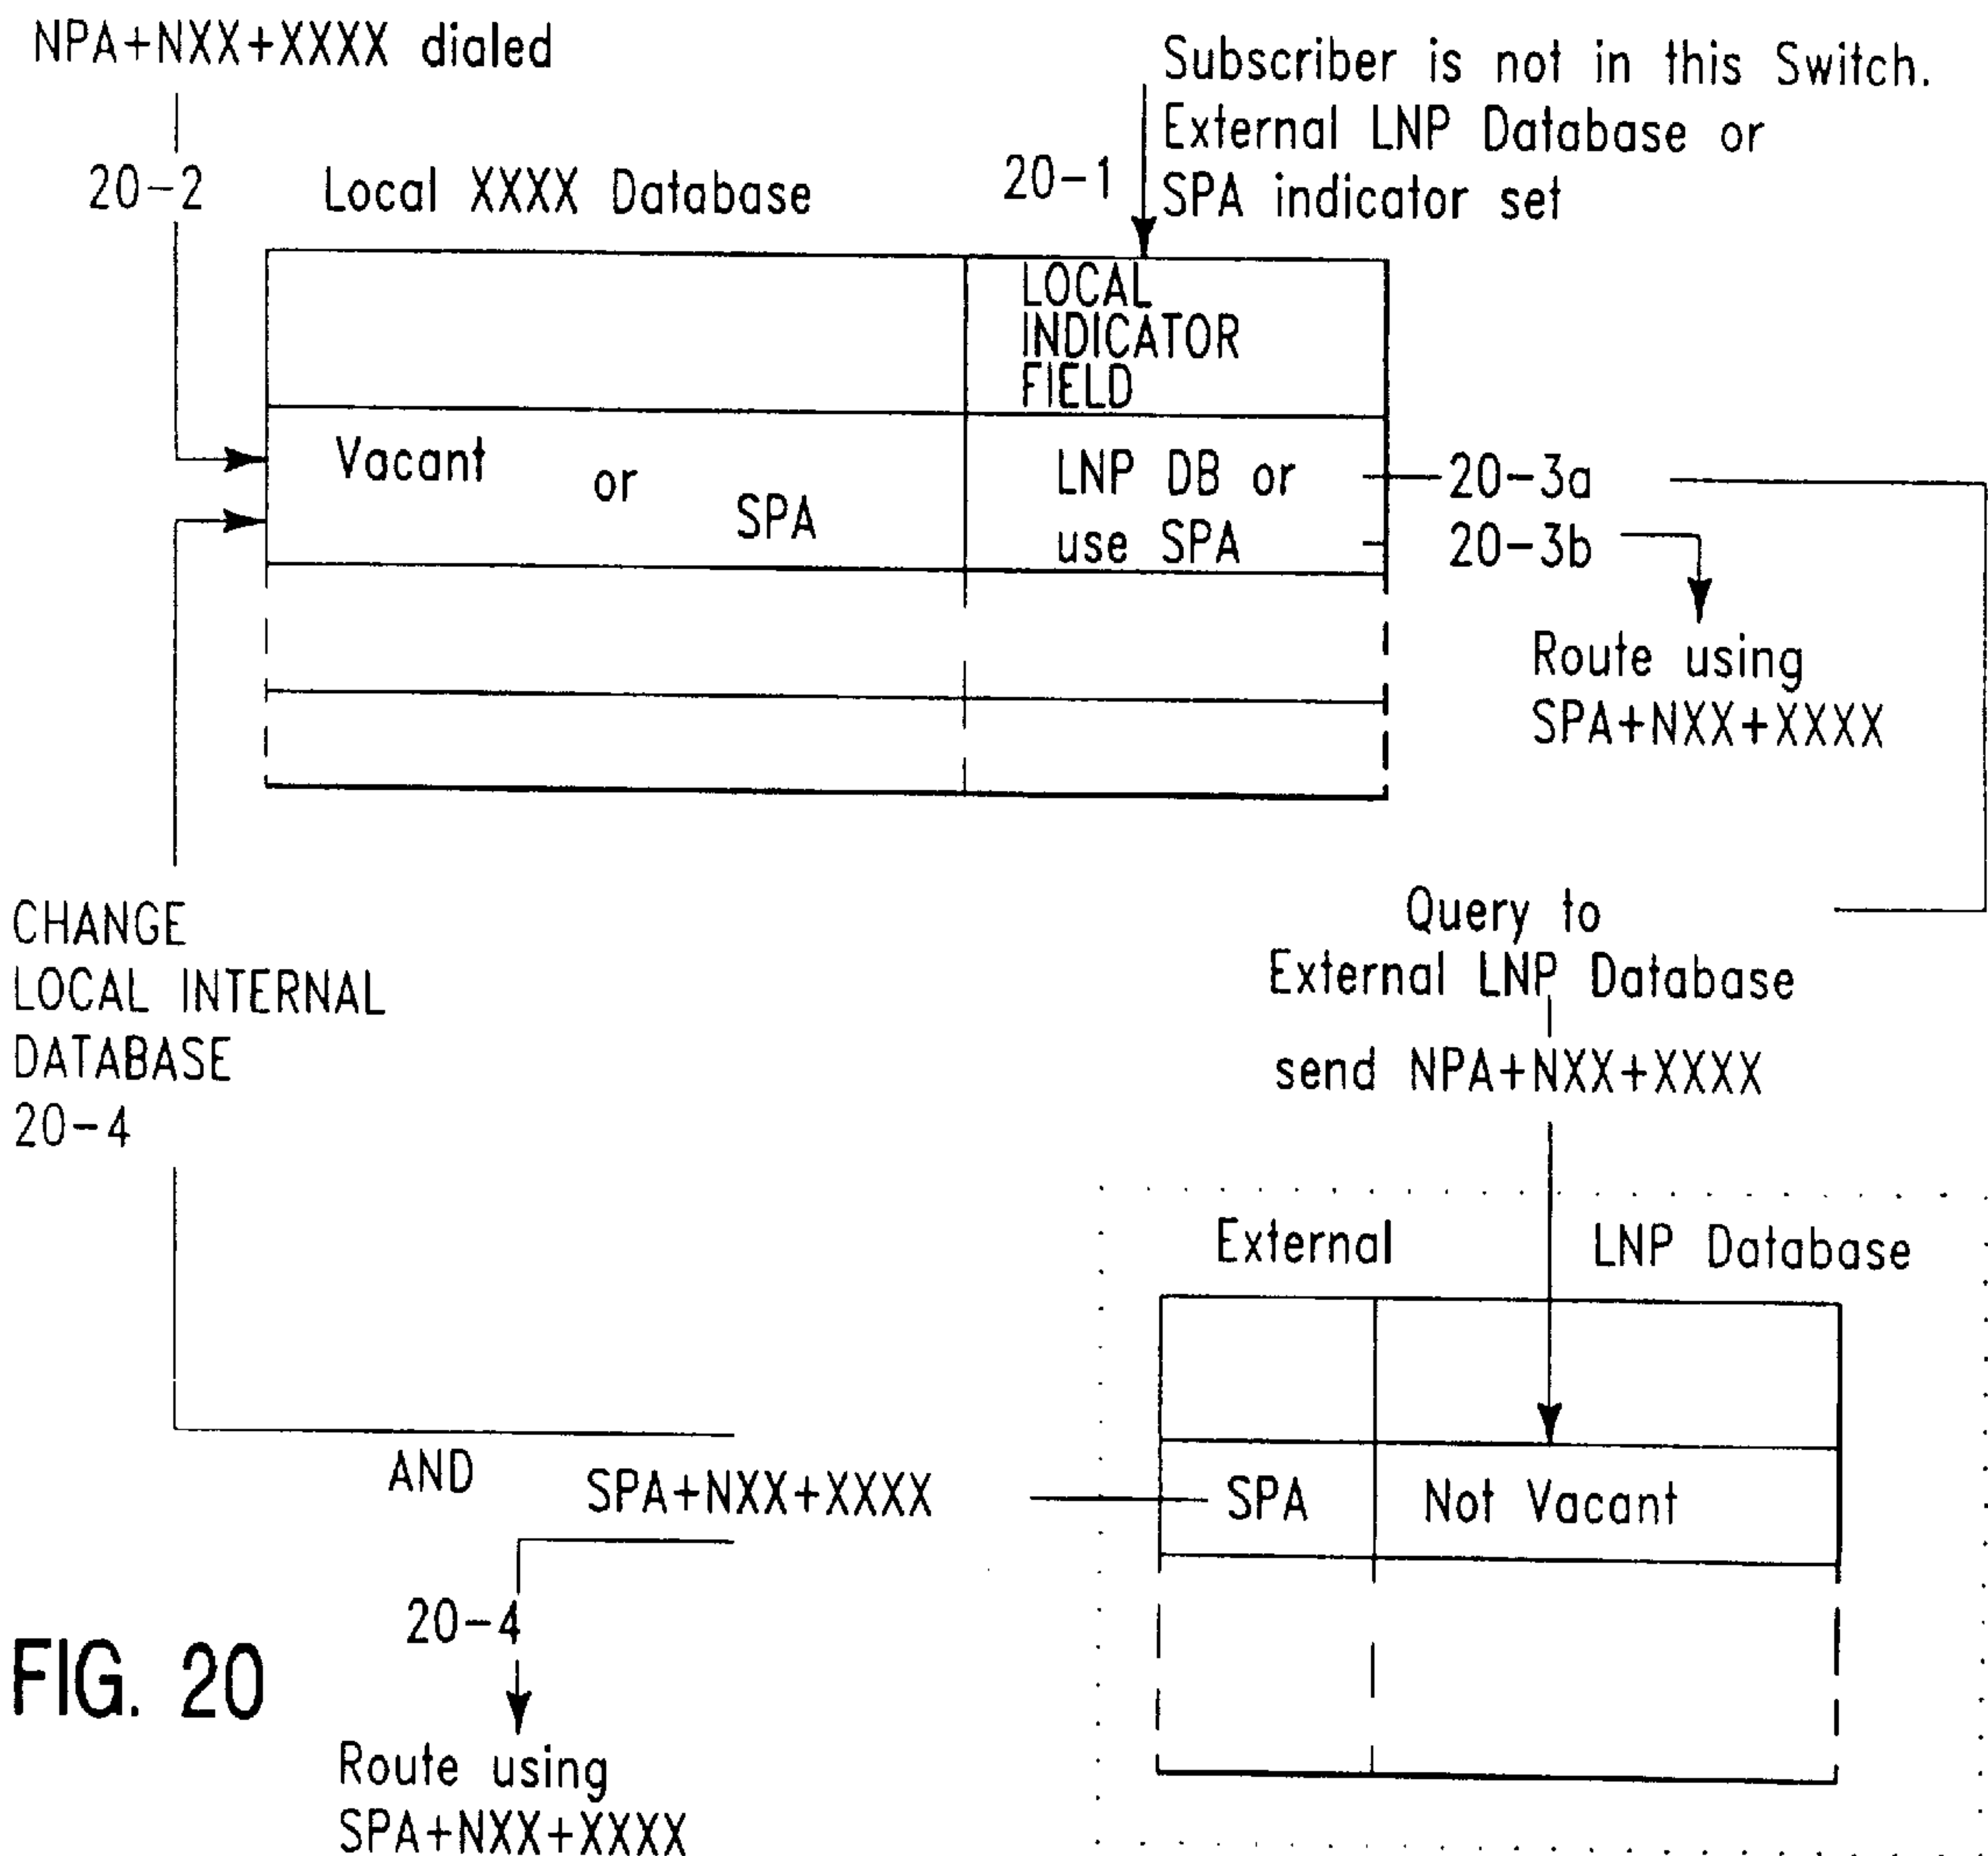 NPA+NXX+XXXX dialed
Subscriber is not in this Switch.
External LNP Database or
SPA indicator set
20-1
20-2
Local XXXX Database
LOCAL
INDICATOR
FIELD
Vacant or SPA
LNP DB or
use SPA
20-3a
20-3b
Route using
SPA+NXX+XXXX
CHANGE
LOCAL INTERNAL
DATABASE
20-4
Query to
External LNP Database
send NPA+NXX+XXXX
External LNP Database
SPA Not Vacant
AND
SPA+NXX+XXXX
20-4
Route using
SPA+NXX+XXXX
FIG. 20